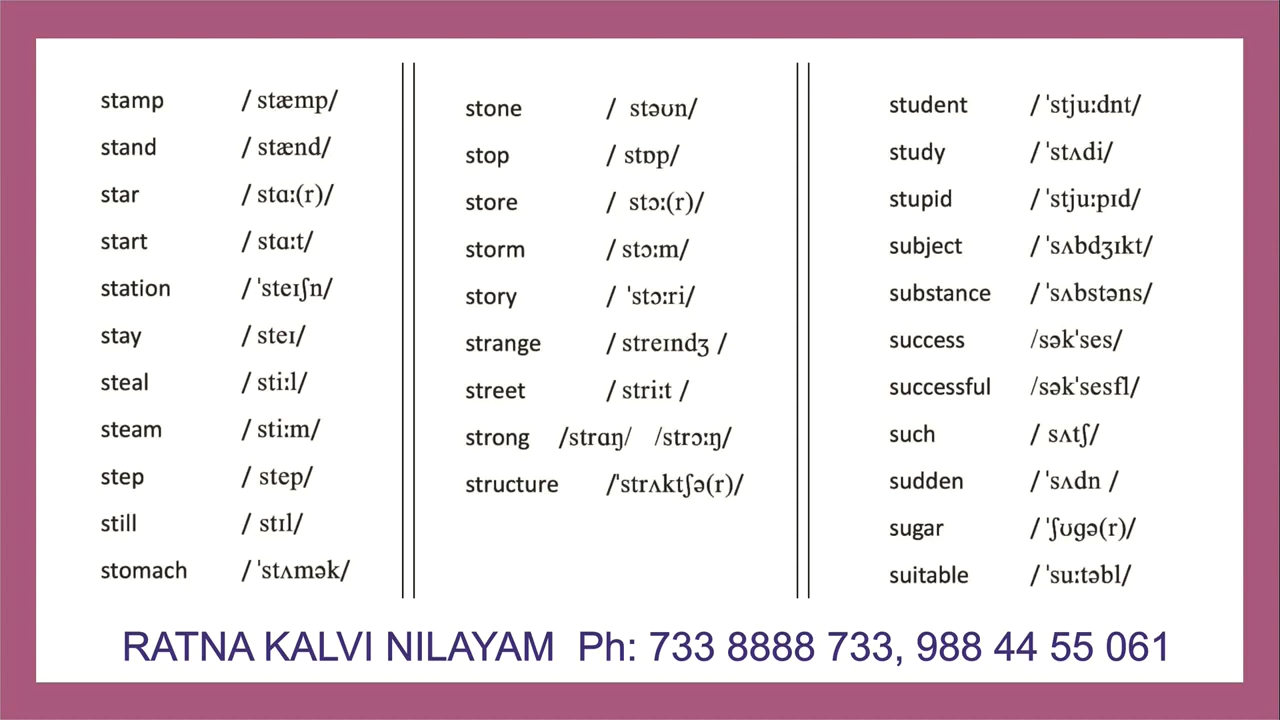 stamp / stæmp/
stand / stænd/
star / stɑː(r)/
start / stɑːt/
station / ˈsteɪʃn/
stay / steɪ/
steal / stiːl/
steam / stiːm/
step / step/
still / stɪl/
stomach / ˈstʌmək/
stone / stəʊn/
stop / stɒp/
store / stɔː(r)/
storm / stɔːm/
story / ˈstɔːri/
strange / streɪndʒ /
street / striːt /
strong /strɑŋ/ /strɔːŋ/
structure /ˈstrʌktʃə(r)/
student / ˈstjuːdnt/
study / ˈstʌdi/
stupid / ˈstjuːpɪd/
subject / ˈsʌbdʒɪkt/
substance / ˈsʌbstəns/
success /səkˈses/
successful /səkˈsesfl/
such / sʌtʃ/
sudden / ˈsʌdn /
sugar / ˈʃʊɡə(r)/
suitable / ˈsuːtəbl/
RATNA KALVI NILAYAM Ph: 733 8888 733, 988 44 55 061